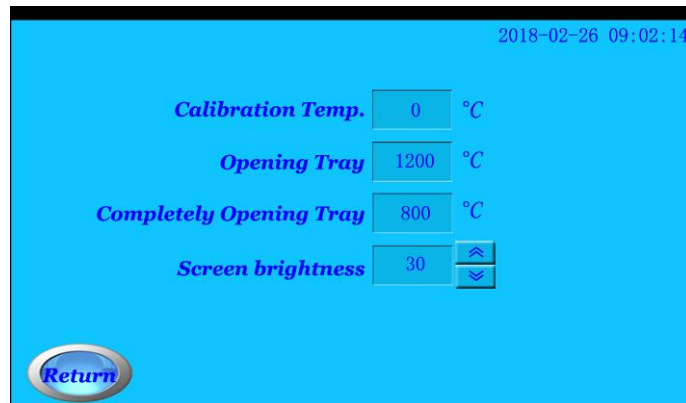 2018-02-26 09:02:14
Calibration Temp. 0 °C
Opening Tray 1200 °C
Completely Opening Tray 800 °C
Screen brightness 30
Return